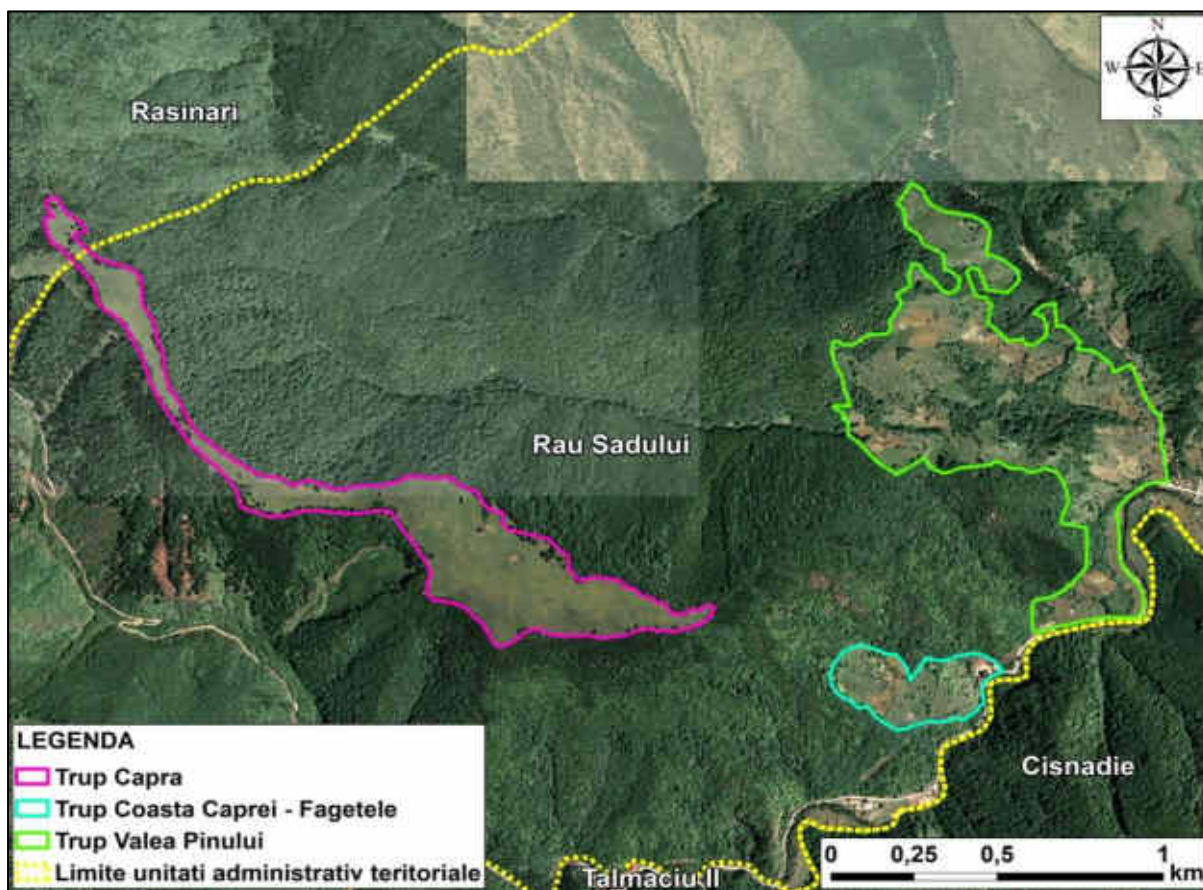 N
W E
S
Rasinari
Rau Sadului
Cisnadie
Talmaciu II
LEGENDA
Trup Capra
Trup Coasta Caprei - Fagetele
Trup Valea Pinului
Limite unitati administrativ teritoriale
0 0,25 0,5 1
km